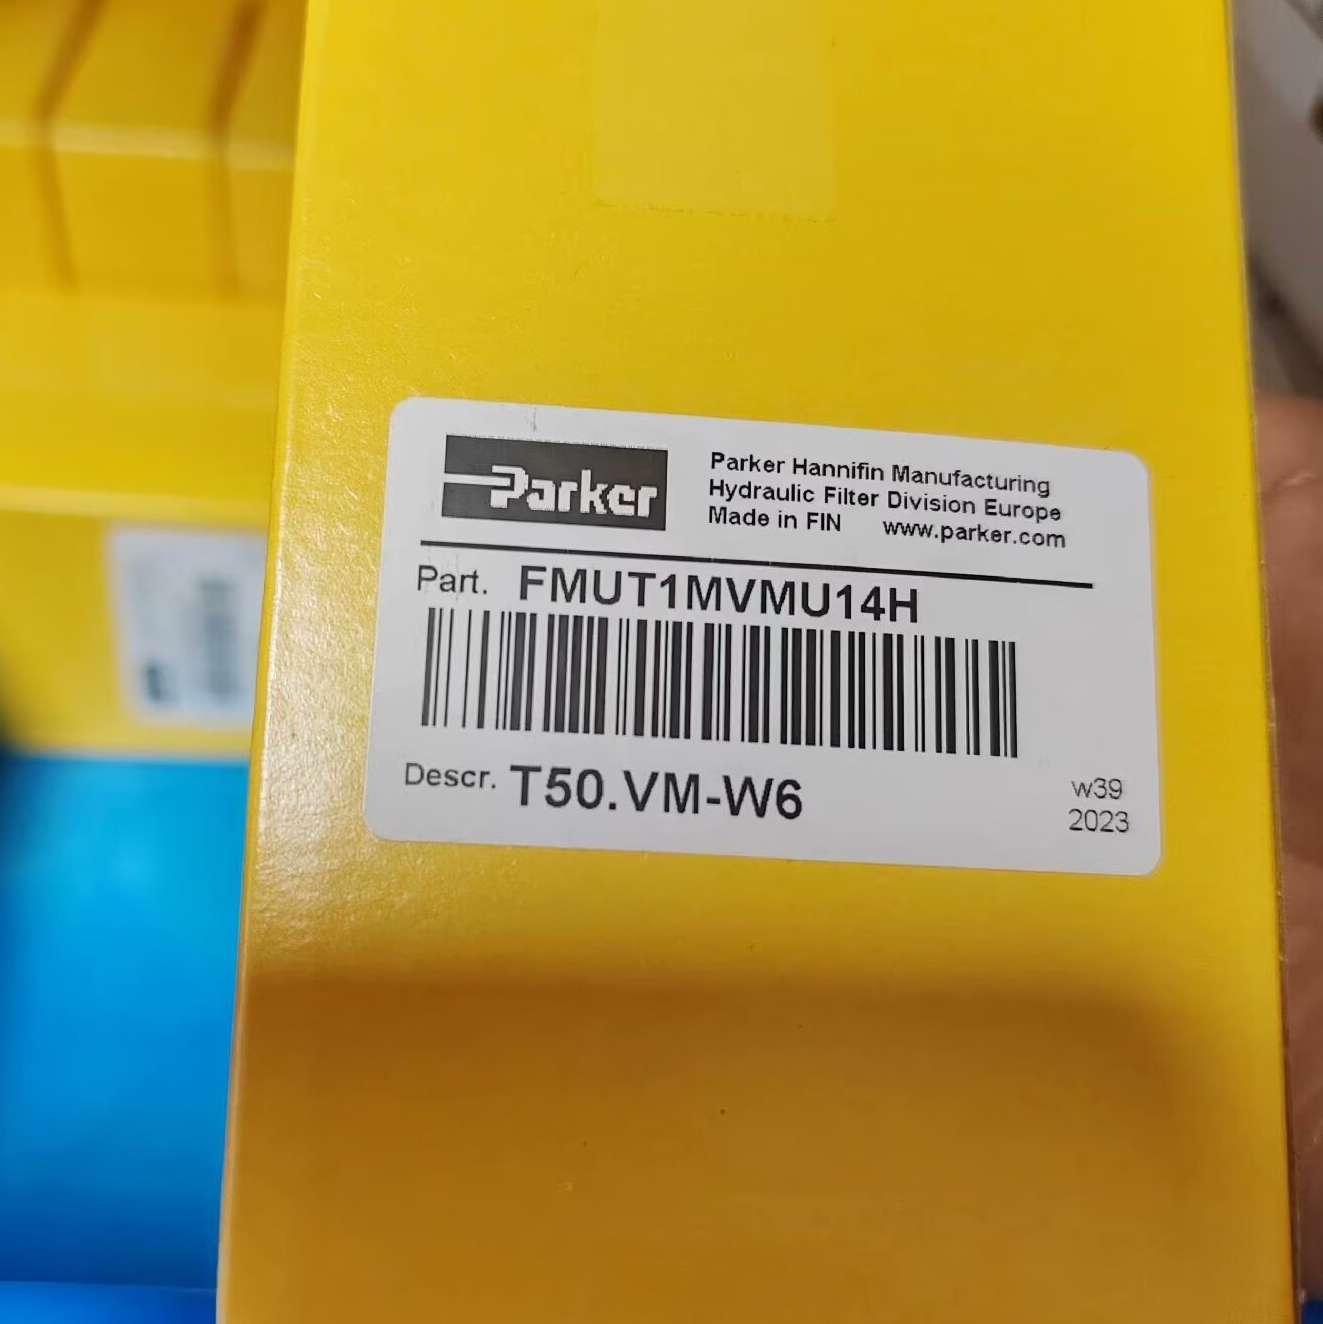 Parker
Parker Hannifin Manufacturing
Hydraulic Filter Division Europe
Made in FIN www.parker.com
Part. FMUT1MVMU14H
Descr. T50.VM-W6
w39
2023